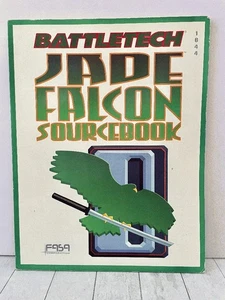 BATTLETECH
1644
JADE
FALCON
SOURCEBOOK
FASA